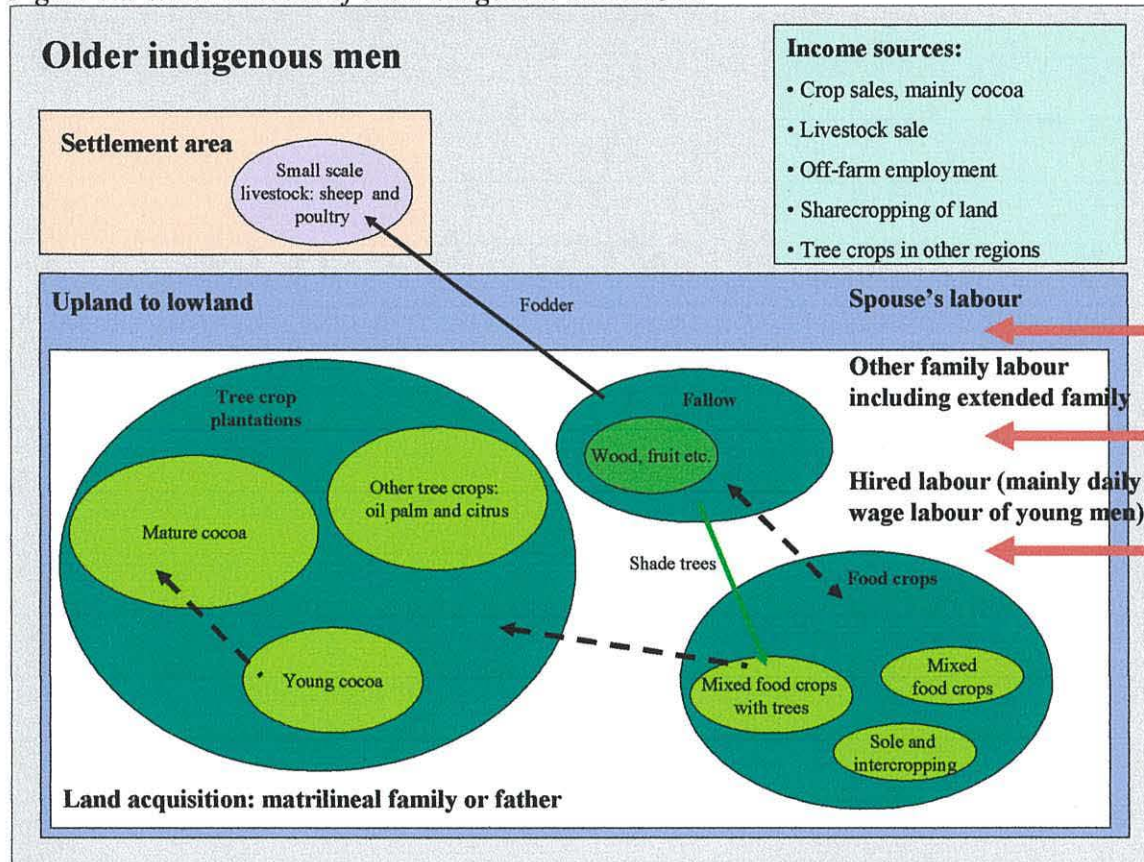 Older indigenous men
Income sources:
• Crop sales, mainly cocoa
• Livestock sale
• Off-farm employment
• Sharecropping of land
• Tree crops in other regions
Settlement area
Small scale
livestock: sheep and
poultry
Upland to lowland
Fodder
Spouse's labour
Other family labour
including extended family
Hired labour (mainly daily
wage labour of young men)
Tree crop
plantations
Fallow
Wood, fruit etc.
Other tree crops:
oil palm and citrus
Mature cocoa
Shade trees
Food crops
Young cocoa
Mixed food crops
with trees
Mixed
food crops
Sole and
intercropping
Land acquisition: matrilineal family or father